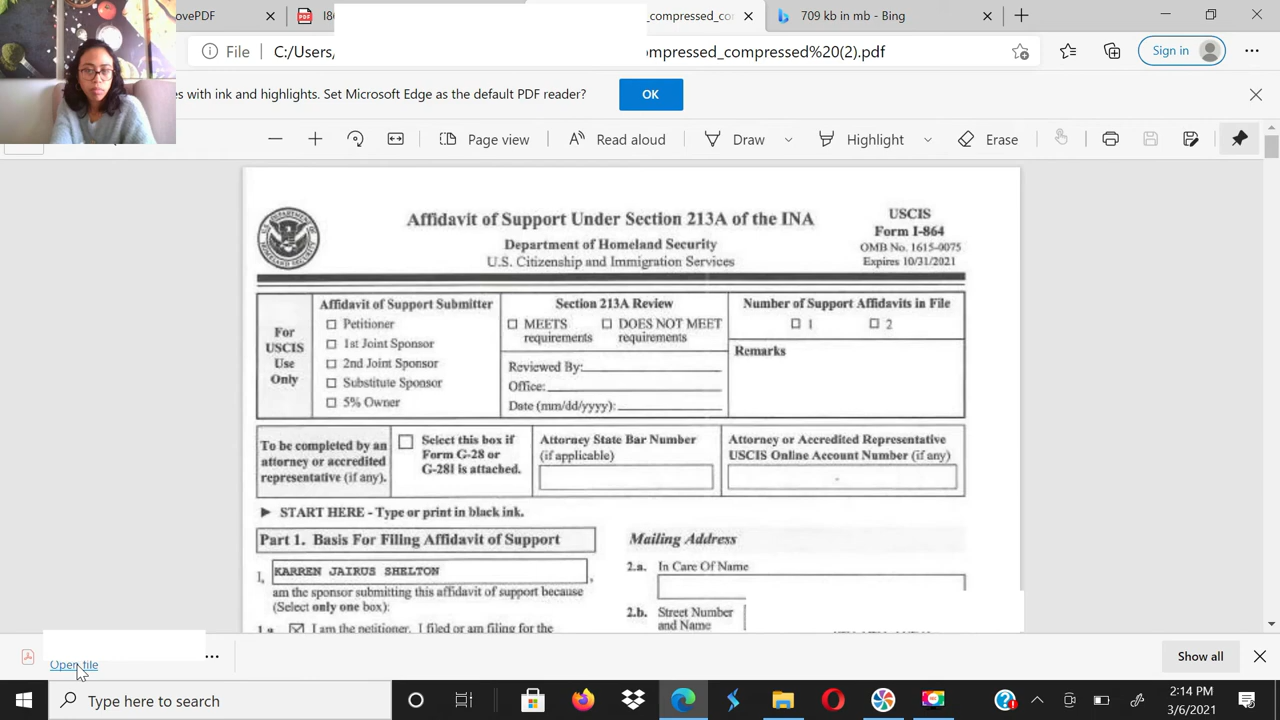 ovePDF
I8
_compressed_co
709 kb in mb - Bing
File
C:/Users/
mpressed_compressed%20(2).pdf
Sign in
s with ink and highlights. Set Microsoft Edge as the default PDF reader?
OK
Page view
Read aloud
Draw
Highlight
Erase
Affidavit of Support Under Section 213A of the INA
Department of Homeland Security
U.S. Citizenship and Immigration Services
USCIS
Form I-864
OMB No. 1615-0075
Expires 10/31/2021
For
USCIS
Use
Only
Affidavit of Support Submitter
Petitioner
1st Joint Sponsor
2nd Joint Sponsor
Substitute Sponsor
5% Owner
Section 213A Review
MEETS
requirements
DOES NOT MEET
requirements
Reviewed By:
Office:
Date (mm/dd/yyyy):
Number of Support Affidavits in File
1
2
Remarks
To be completed by an
attorney or accredited
representative (if any).
Select this box if
Form G-28 or
G-28I is attached.
Attorney State Bar Number
(if applicable)
Attorney or Accredited Representative
USCIS Online Account Number (if any)
► START HERE - Type or print in black ink.
Part 1. Basis For Filing Affidavit of Support
I, KARREN JAIRUS SHELTON,
am the sponsor submitting this affidavit of support because
(Select only one box):
1.a. I am the petitioner. I filed or am filing for the
Mailing Address
2.a. In Care Of Name
2.b. Street Number
and Name
Open file
Show all
Type here to search
2:14 PM
3/6/2021